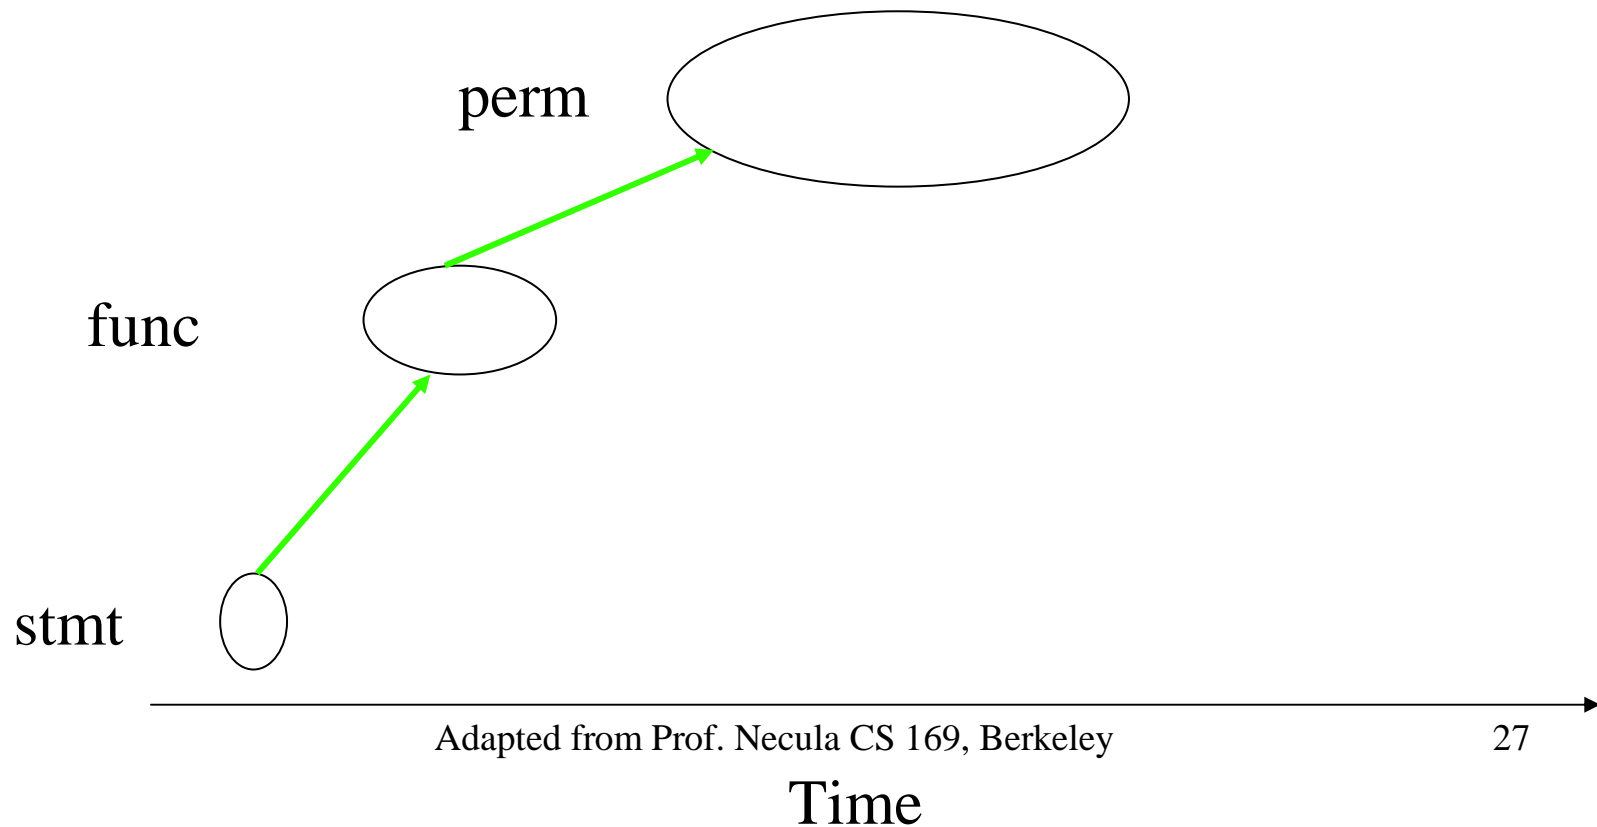 perm
func
stmt
Adapted from Prof. Necula CS 169, Berkeley
27
Time